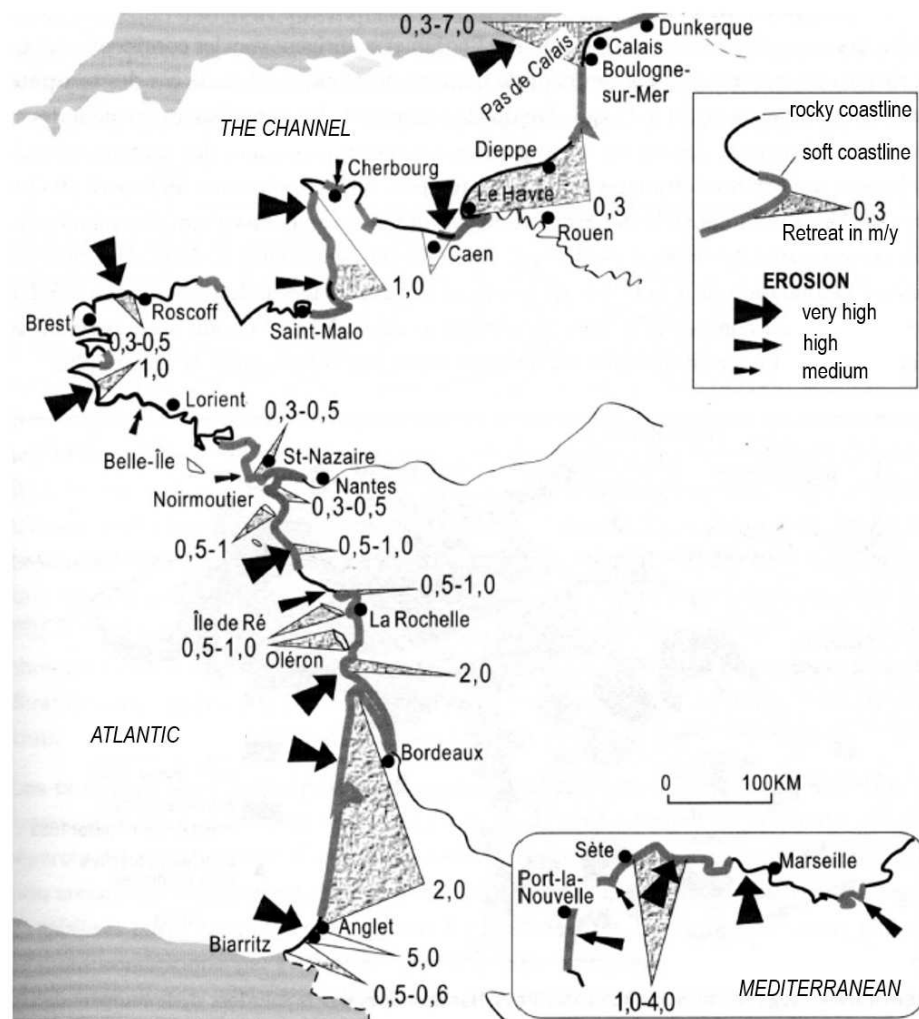 0,3-7,0
Dunkerque
Calais
Boulogne-
sur-Mer
Pas de Calais
THE CHANNEL
Cherbourg
Dieppe
Le Havre
0,3
Rouen
Caen
1,0
Saint-Malo
Roscoff
Brest
0,3-0,5
1,0
Lorient
0,3-0,5
Belle-Île
St-Nazaire
Nantes
Noirmoutier
0,3-0,5
0,5-1
0,5-1,0
0,5-1,0
Île de Ré
La Rochelle
0,5-1,0
Oléron
2,0
ATLANTIC
Bordeaux
2,0
Anglet
Biarritz
5,0
0,5-0,6
rocky coastline
soft coastline
0,3
Retreat in m/y
EROSION
very high
high
medium
0
100KM
Sète
Marseille
Port-la-
Nouvelle
MEDITERRANEAN
1,0-4,0